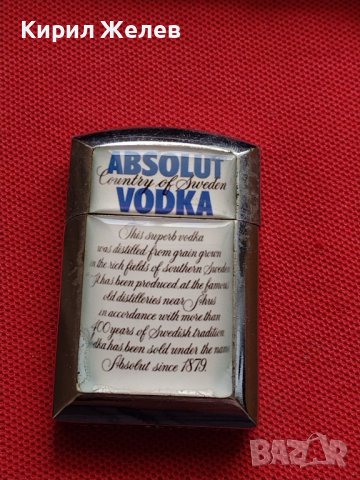 Кирил Желев
ABSOLUT
Country of Sweden
VODKA
This superb vodka
was distilled from grain grown
in the rich fields of southern Sweden
It has been produced at the famous
old distilleries near Åhus
in accordance with more than
400 years of Swedish tradition
vodka has been sold under the name
Absolut since 1879.
BAZAR